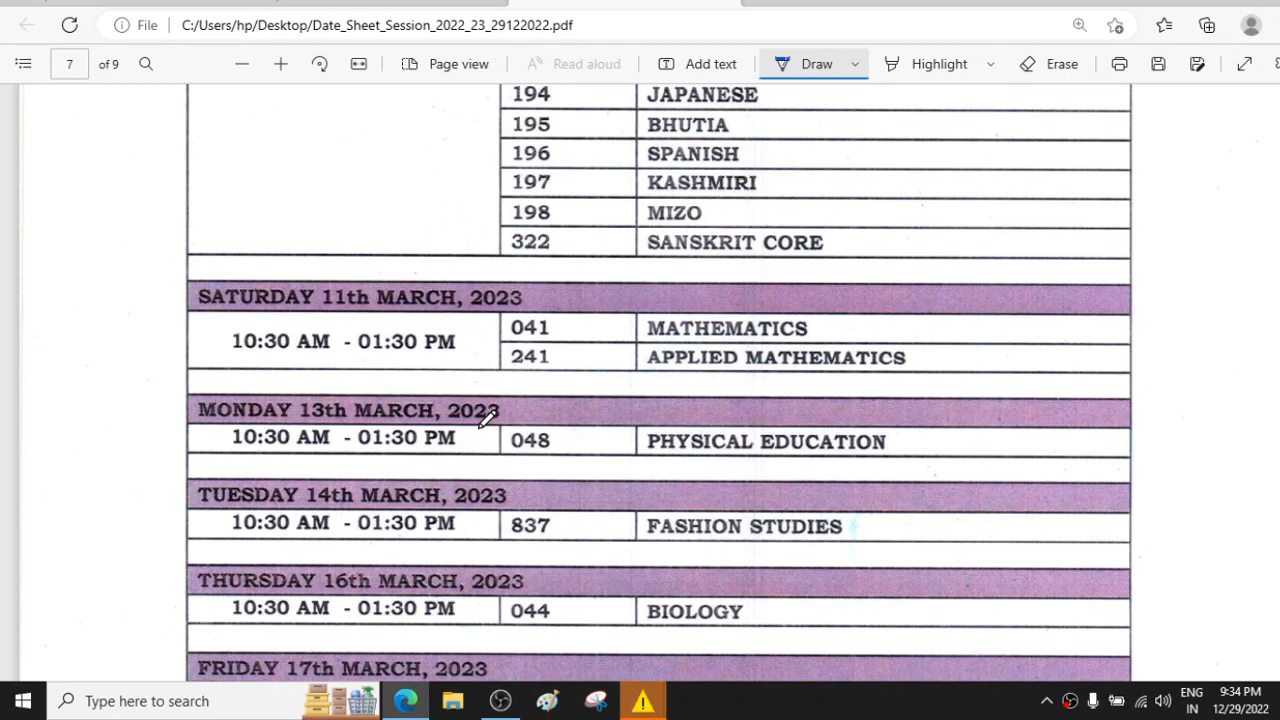 File C:/Users/hp/Desktop/Date_Sheet_Session_2022_23_29122022.pdf
7 of 9 Page view Read aloud Add text Draw Highlight Erase
194 JAPANESE
195 BHUTIA
196 SPANISH
197 KASHMIRI
198 MIZO
322 SANSKRIT CORE
SATURDAY 11th MARCH, 2023
10:30 AM - 01:30 PM
041 MATHEMATICS
241 APPLIED MATHEMATICS
MONDAY 13th MARCH, 2023
10:30 AM - 01:30 PM 048 PHYSICAL EDUCATION
TUESDAY 14th MARCH, 2023
10:30 AM - 01:30 PM 837 FASHION STUDIES
THURSDAY 16th MARCH, 2023
10:30 AM - 01:30 PM 044 BIOLOGY
FRIDAY 17th MARCH, 2023
Type here to search
ENG
IN
9:34 PM
12/29/2022